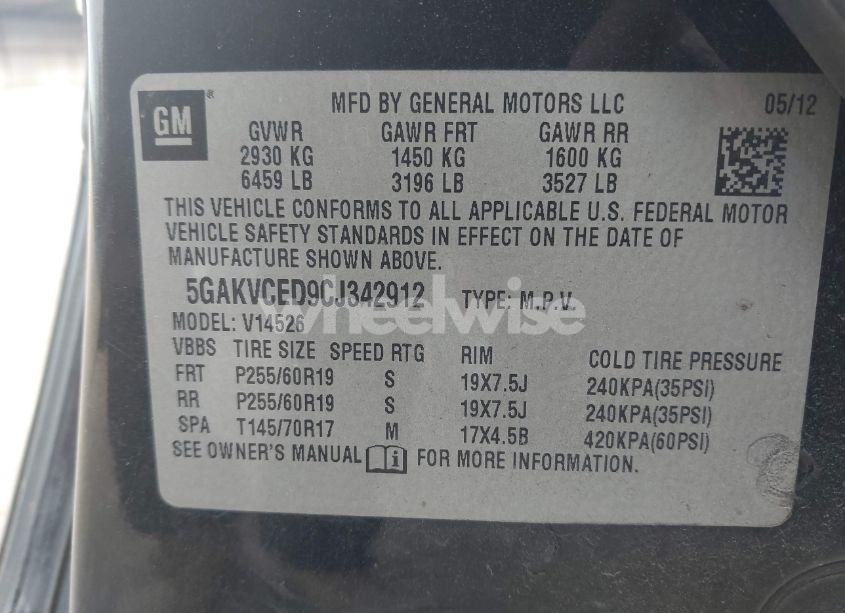 GM ®
MFD BY GENERAL MOTORS LLC 05/12
GVWR GAWR FRT GAWR RR
2930 KG 1450 KG 1600 KG
6459 LB 3196 LB 3527 LB
THIS VEHICLE CONFORMS TO ALL APPLICABLE U.S. FEDERAL MOTOR
VEHICLE SAFETY STANDARDS IN EFFECT ON THE DATE OF
MANUFACTURE SHOWN ABOVE.
5GAKVCED9CJ342912 TYPE: M.P.V.
wheelwise
MODEL: V14526
VBBS TIRE SIZE SPEED RTG RIM COLD TIRE PRESSURE
FRT P255/60R19 S 19X7.5J 240KPA(35PSI)
RR P255/60R19 S 19X7.5J 240KPA(35PSI)
SPA T145/70R17 M 17X4.5B 420KPA(60PSI)
SEE OWNER'S MANUAL i FOR MORE INFORMATION.